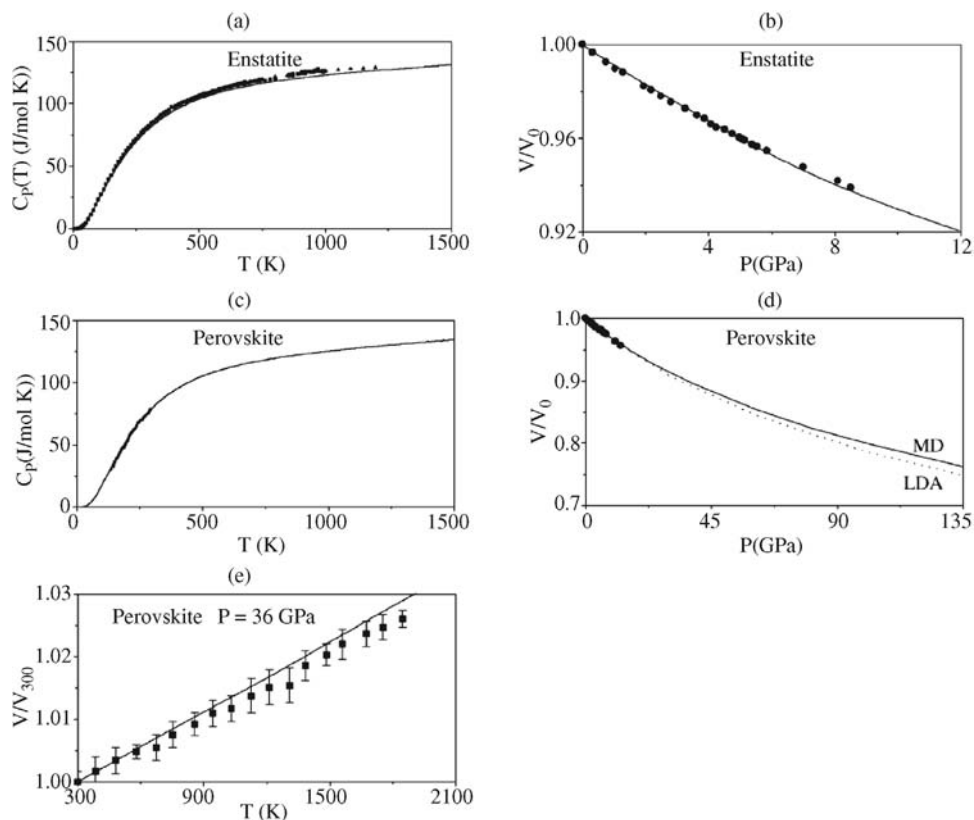 (a)
150
Enstatite
100
50
0
C_P(T) (J/mol K))
0 500 1000 1500
T (K)
(b)
1.00
Enstatite
0.96
0.92
V/V_0
0 4 8 12
P(GPa)
(c)
150
Perovskite
100
50
0
C_P(J/mol K))
0 500 1000 1500
T (K)
(d)
1.0
Perovskite
0.9
0.8
0.7
V/V_0
MD
LDA
0 45 90 135
P(GPa)
(e)
1.03
Perovskite P = 36 GPa
1.02
1.01
1.00
V/V_300
300 900 1500 2100
T (K)